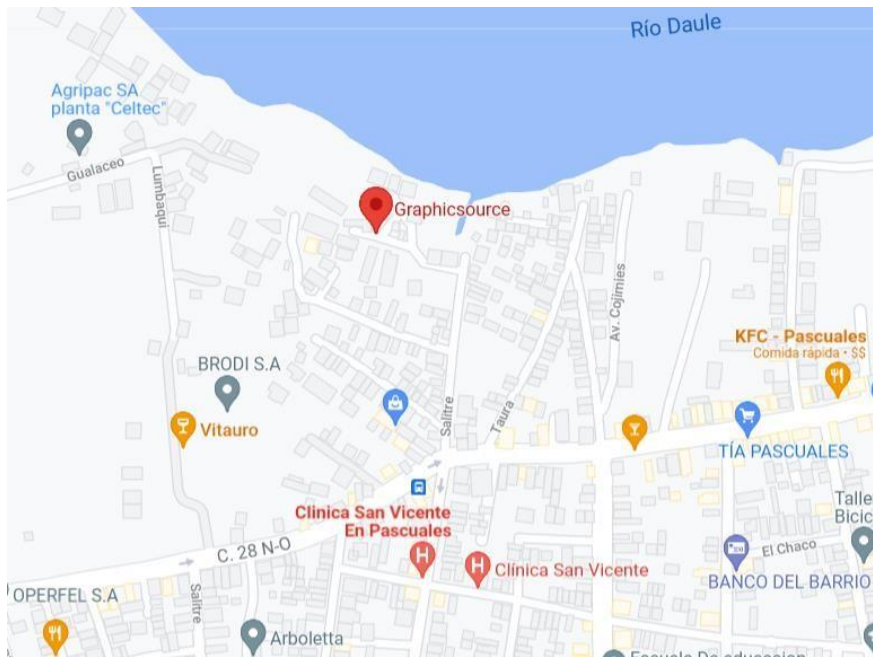 Río Daule
Agripac SA
planta "Celtec"
Gualaceo
Lumbaqui
Graphicsource
Av. Cojimies
KFC - Pascuales
Comida rápida • $$
BRODI S.A
Vitauro
Salitre
Taura
TÍA PASCUALES
Clinica San Vicente
En Pascuales
Talle
Bicic
C. 28 N-O
El Chaco
Clínica San Vicente
BANCO DEL BARRIO
OPERFEL S.A
Salitre
Arboletta